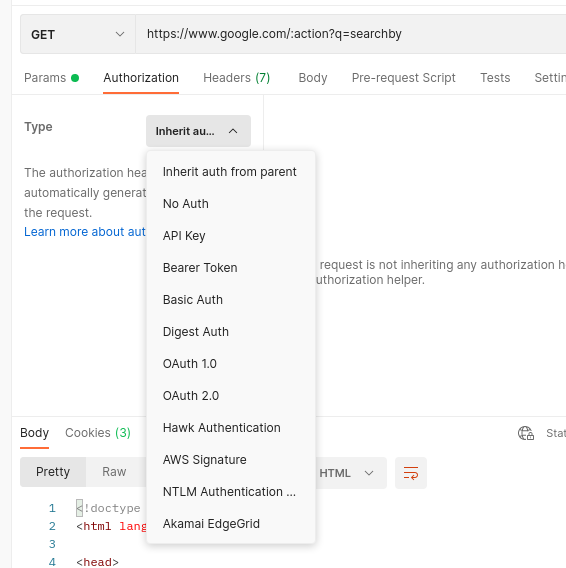 GET https://www.google.com/:action?q=searchby
Params Authorization Headers (7) Body Pre-request Script Tests Settin
Type Inherit au...
The authorization hea
automatically generat
the request.
Learn more about aut
Inherit auth from parent
No Auth
API Key
Bearer Token
Basic Auth
Digest Auth
OAuth 1.0
OAuth 2.0
Hawk Authentication
AWS Signature
NTLM Authentication ...
Akamai EdgeGrid
request is not inheriting any authorization h
uthorization helper.
Body Cookies (3) Stat
Pretty Raw HTML
1 <!doctype
2 <html lang
3
4 <head>